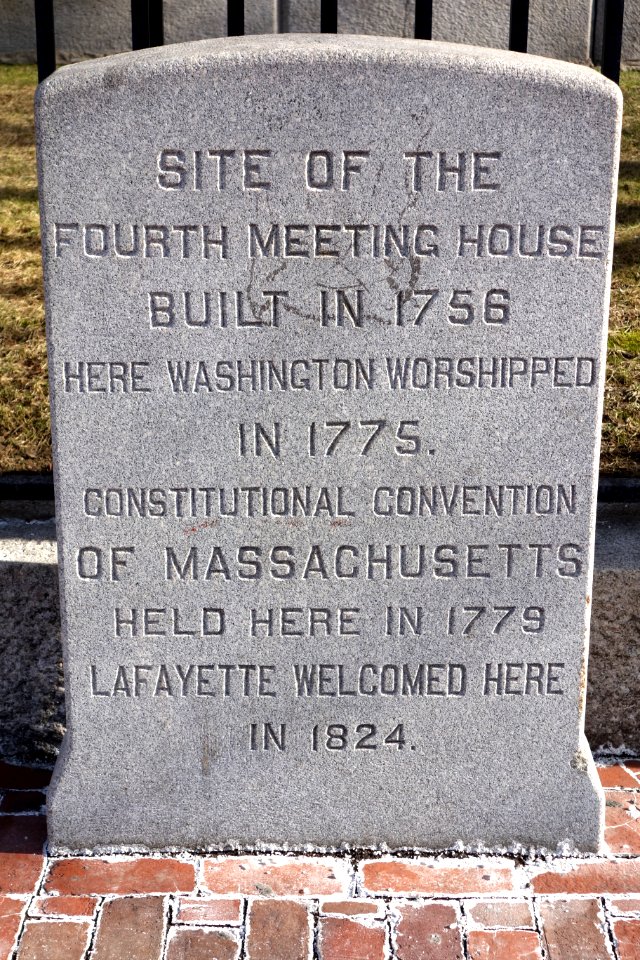 SITE OF THE
FOURTH MEETING HOUSE
BUILT IN 1756
HERE WASHINGTON WORSHIPPED
IN 1775.
CONSTITUTIONAL CONVENTION
OF MASSACHUSETTS
HELD HERE IN 1779
LAFAYETTE WELCOMED HERE
IN 1824.